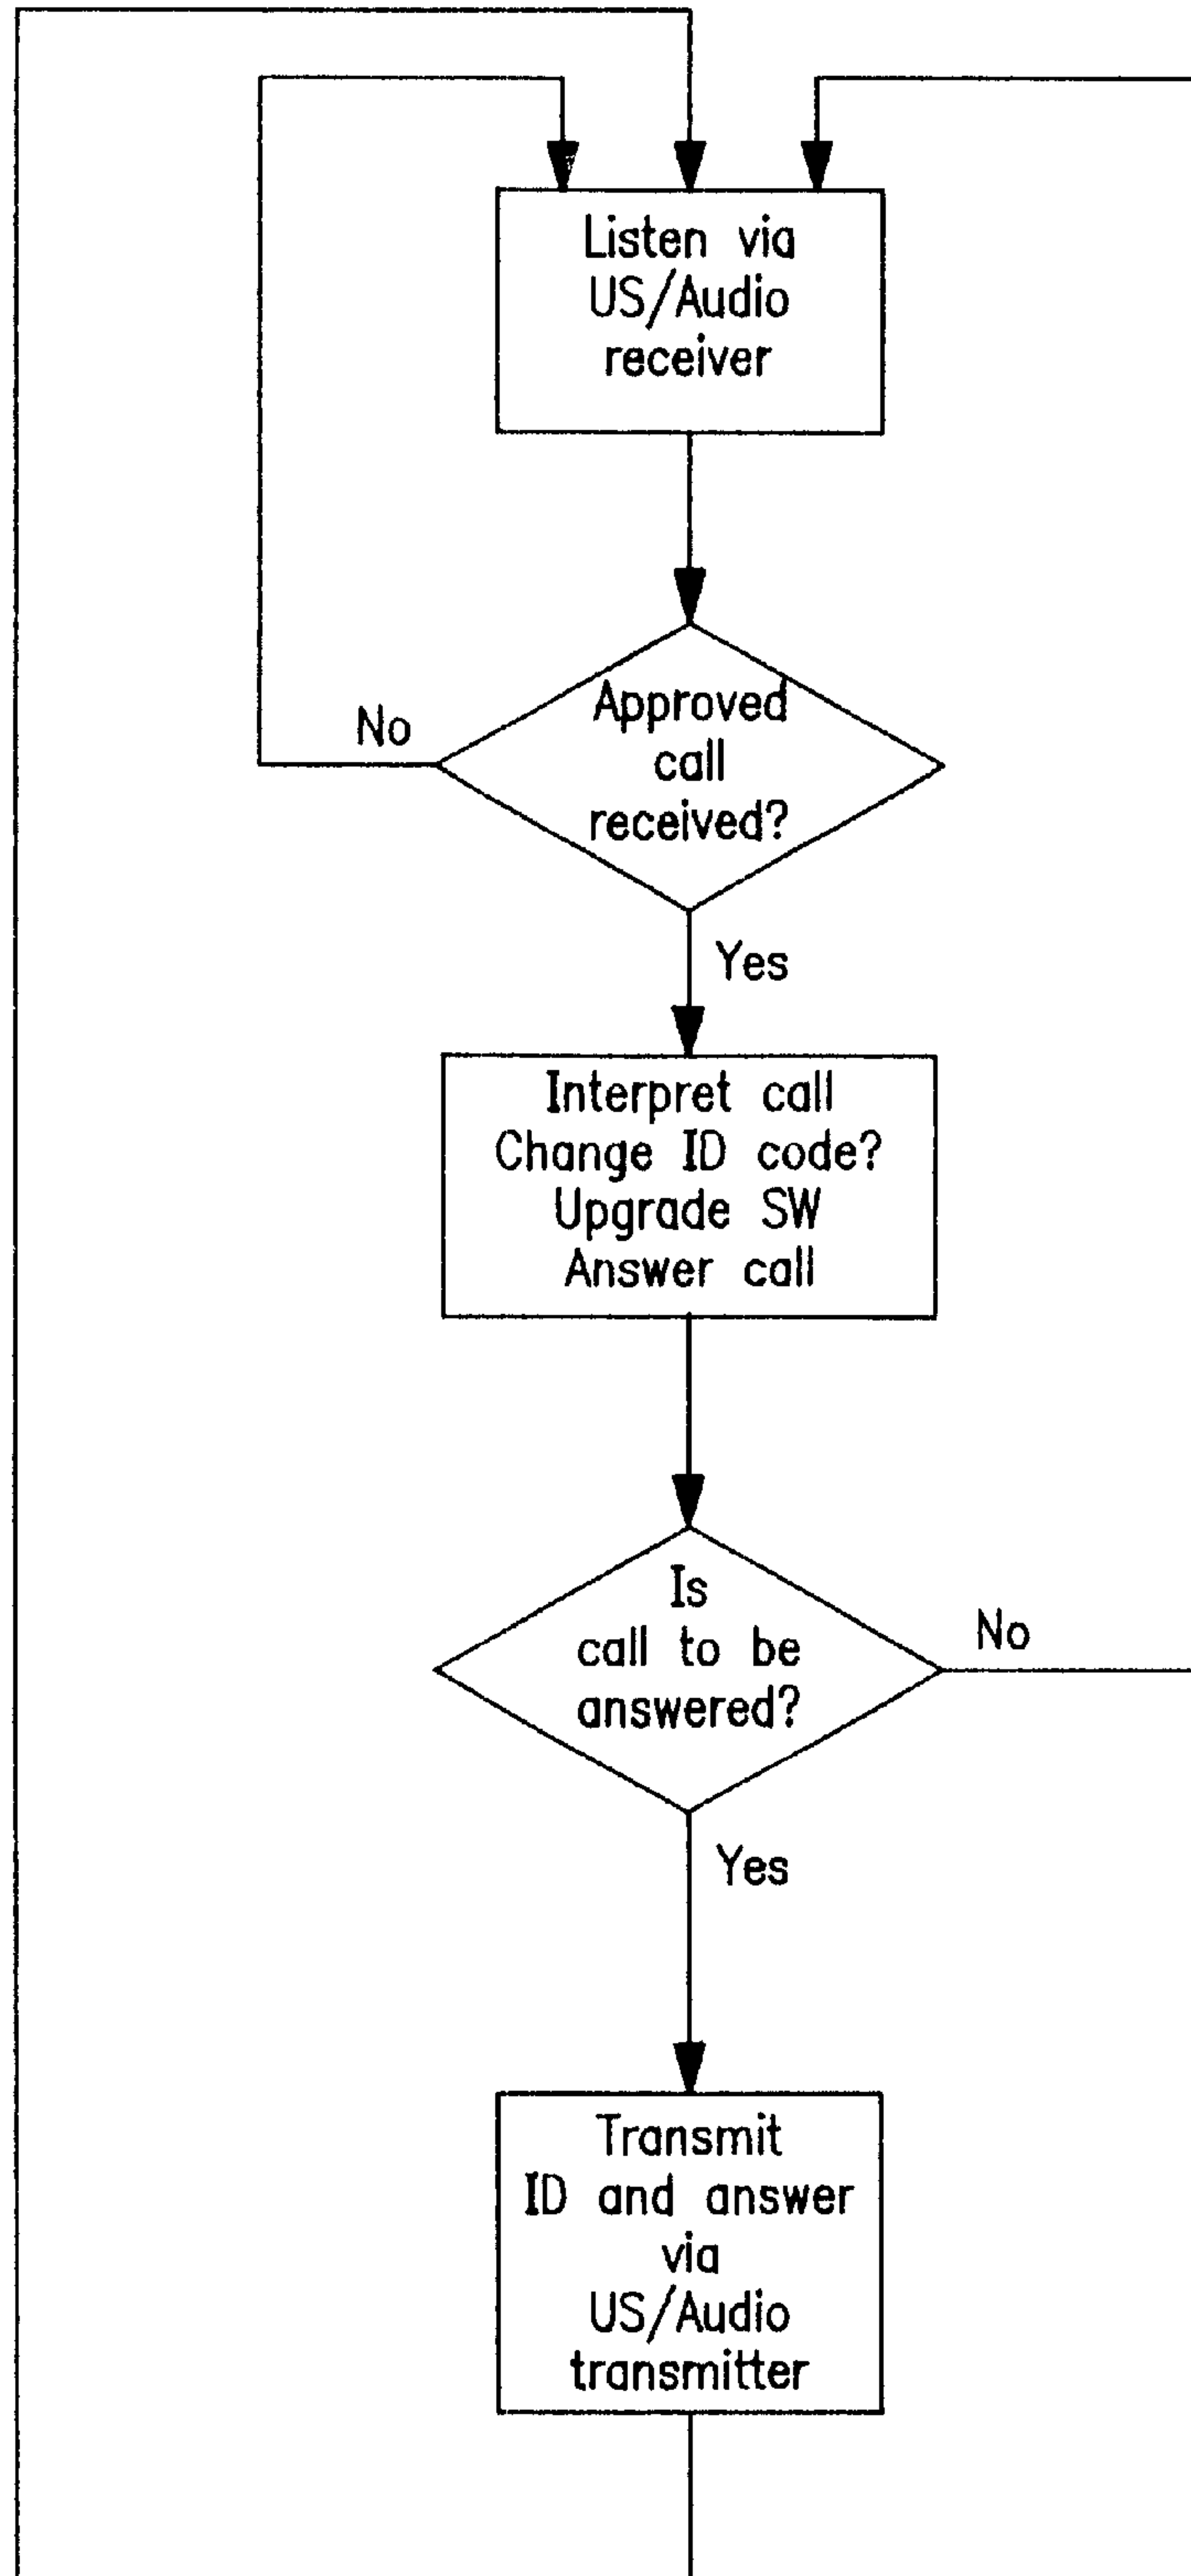 Listen via
US/Audio
receiver
Approved
call
received?
No
Yes
Interpret call
Change ID code?
Upgrade SW
Answer call
Is
call to be
answered?
No
Yes
Transmit
ID and answer
via
US/Audio
transmitter